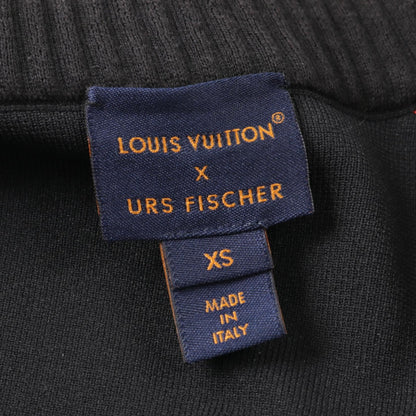 LOUIS VUITTON®
X
URS FISCHER
XS
MADE
IN
ITALY